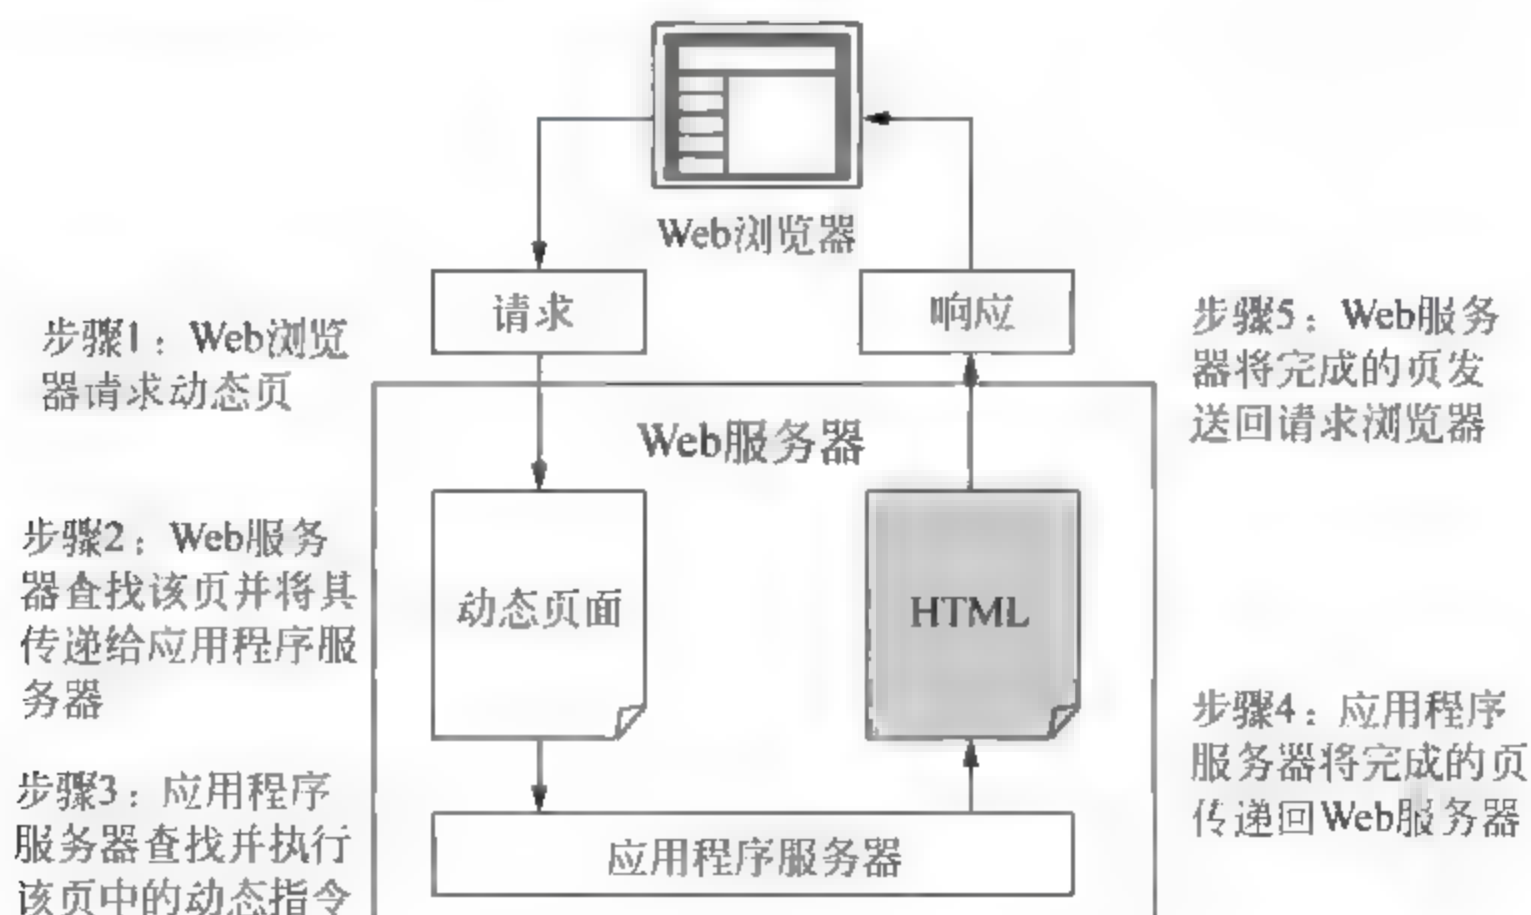 Web浏览器
请求
响应
步骤1：Web浏览
器请求动态页
步骤5：Web服务
器将完成的页发
送回请求浏览器
Web服务器
步骤2：Web服务
器查找该页并将其
传递给应用程序服
务器
动态页面
HTML
步骤4：应用程序
服务器将完成的页
传递回Web服务器
步骤3：应用程序
服务器查找并执行
该页中的动态指令
应用程序服务器